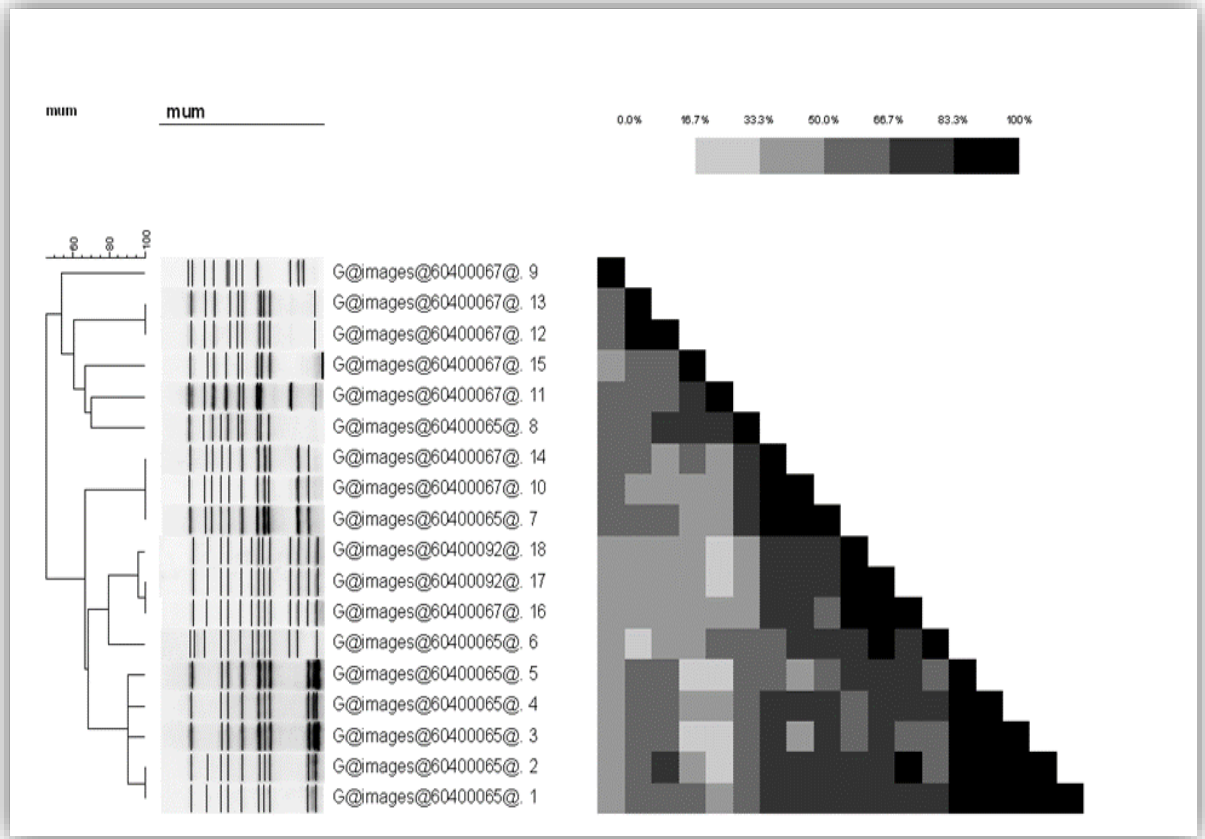 mum
mum
0.0% 16.7% 33.3% 50.0% 66.7% 83.3% 100%
60 80 100
G@images@60400067@. 9
G@images@60400067@. 13
G@images@60400067@. 12
G@images@60400067@. 15
G@images@60400067@. 11
G@images@60400065@. 8
G@images@60400067@. 14
G@images@60400067@. 10
G@images@60400065@. 7
G@images@60400092@. 18
G@images@60400092@. 17
G@images@60400067@. 16
G@images@60400065@. 6
G@images@60400065@. 5
G@images@60400065@. 4
G@images@60400065@. 3
G@images@60400065@. 2
G@images@60400065@. 1